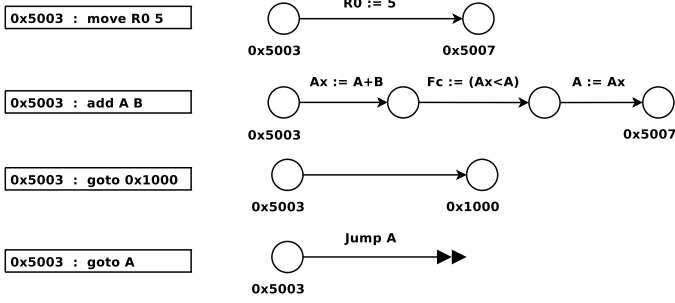 R0 := 5
0x5003 : move R0 5
0x5003 0x5007
Ax := A+B Fc := (Ax<A) A := Ax
0x5003 : add A B
0x5003 0x5007
0x5003 : goto 0x1000
0x5003 0x1000
Jump A
0x5003 : goto A
0x5003